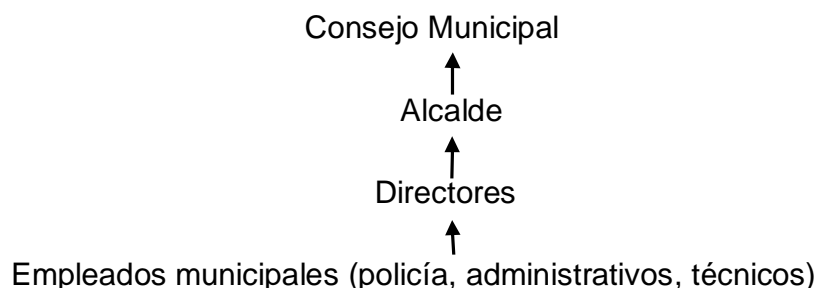 Consejo Municipal
Alcalde
Directores
Empleados municipales (policía, administrativos, técnicos)